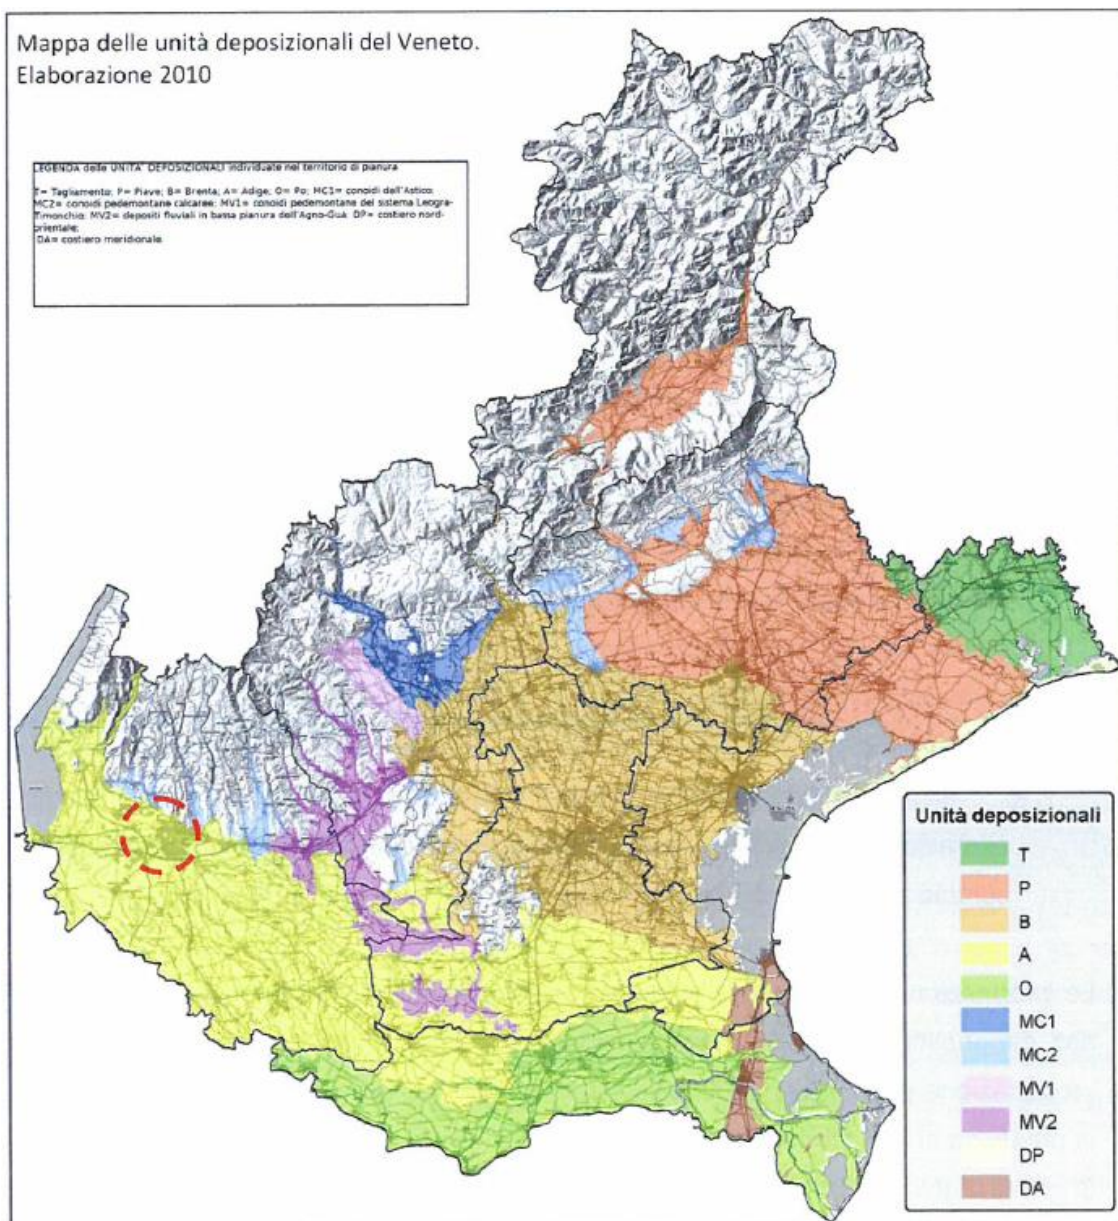 Mappa delle unità deposizionali del Veneto.
Elaborazione 2010
LEGENDA delle UNITA' DEPOSIZIONALI individuate nel territorio di pianura
T= Tagliamento; P= Piave; B= Brenta; A= Adige; O= Po; MC1= conoidi dell'Astico;
MC2= conoidi pedemontane calcaree; MV1= conoidi pedemontane del sistema Leogra-
Timonchio; MV2= depositi fluviali in bassa pianura dell'Agno-Guà; DP= costiero nord-
orientale;
DA= costiero meridionale
Unità deposizionali
T
P
B
A
O
MC1
MC2
MV1
MV2
DP
DA